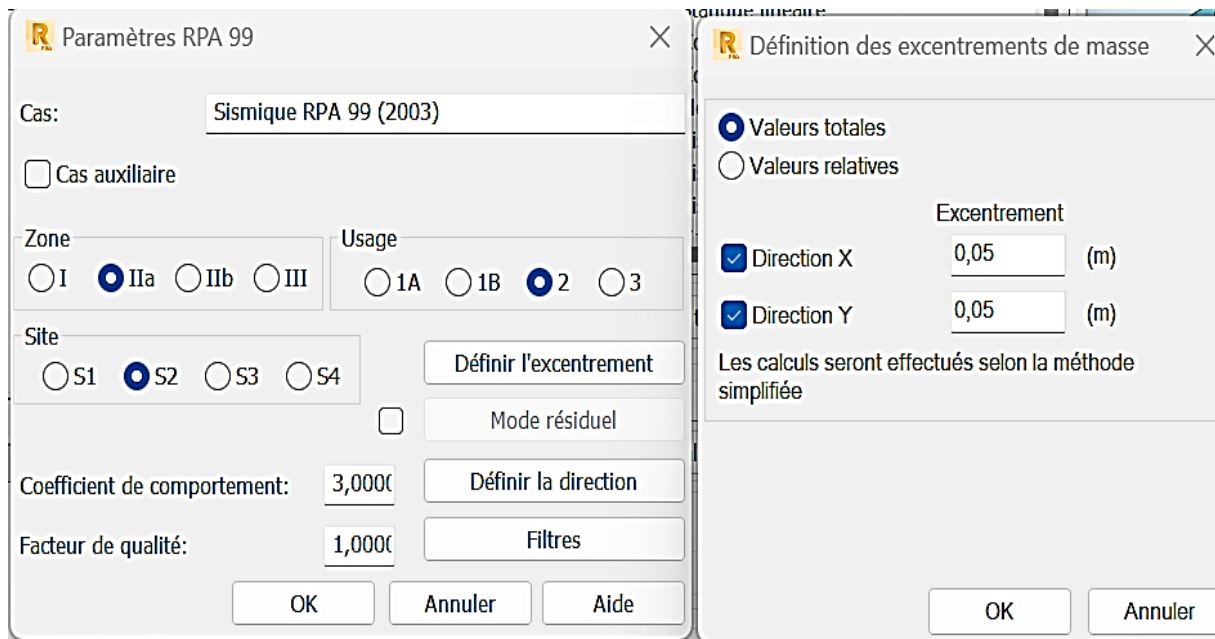 Paramètres RPA 99
Cas:
Sismique RPA 99 (2003)
Cas auxiliaire
Zone
I
IIa
IIb
III
Usage
1A
1B
2
3
Site
S1
S2
S3
S4
Définir l'excentrement
Mode résiduel
Coefficient de comportement:
3,0000
Définir la direction
Facteur de qualité:
1,0000
Filtres
OK
Annuler
Aide
linéaire
Définition des excentrements de masse
Valeurs totales
Valeurs relatives
Excentrement
Direction X
0,05
(m)
Direction Y
0,05
(m)
Les calculs seront effectués selon la méthode
simplifiée
OK
Annuler